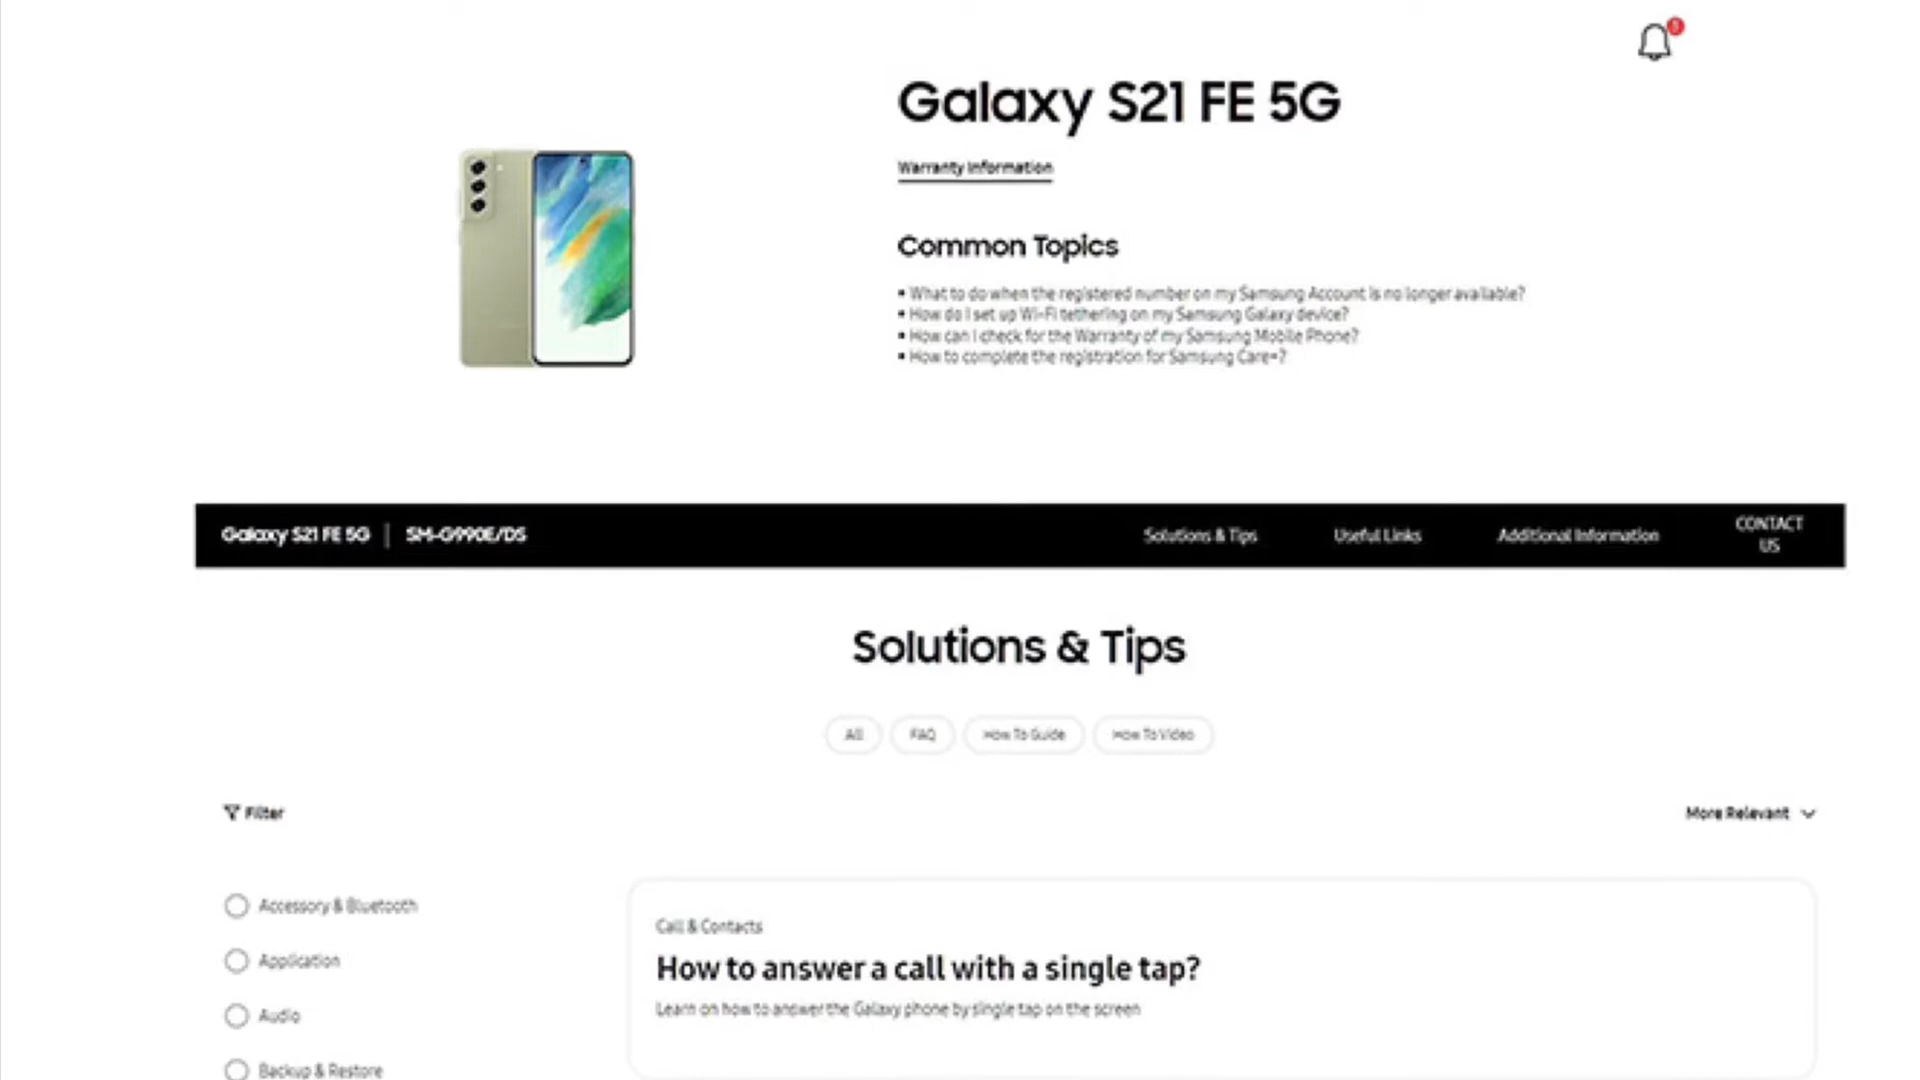 Galaxy S21 FE 5G
Warranty Information
Common Topics
▪ What to do when the registered number on my Samsung Account is no longer available?
▪ How do I set up Wi-Fi tethering on my Samsung Galaxy device?
▪ How can I check for the Warranty of my Samsung Mobile Phone?
▪ How to complete the registration for Samsung Care+?
Galaxy S21 FE 5G | SM-G990E/DS Solutions & Tips Useful Links Additional Information CONTACT
US
Solutions & Tips
All FAQ How To Guide How To Video
Filter More Relevant
Accessory & Bluetooth
Application
Audio
Backup & Restore
Call & Contacts
How to answer a call with a single tap?
Learn on how to answer the Galaxy phone by single tap on the screen